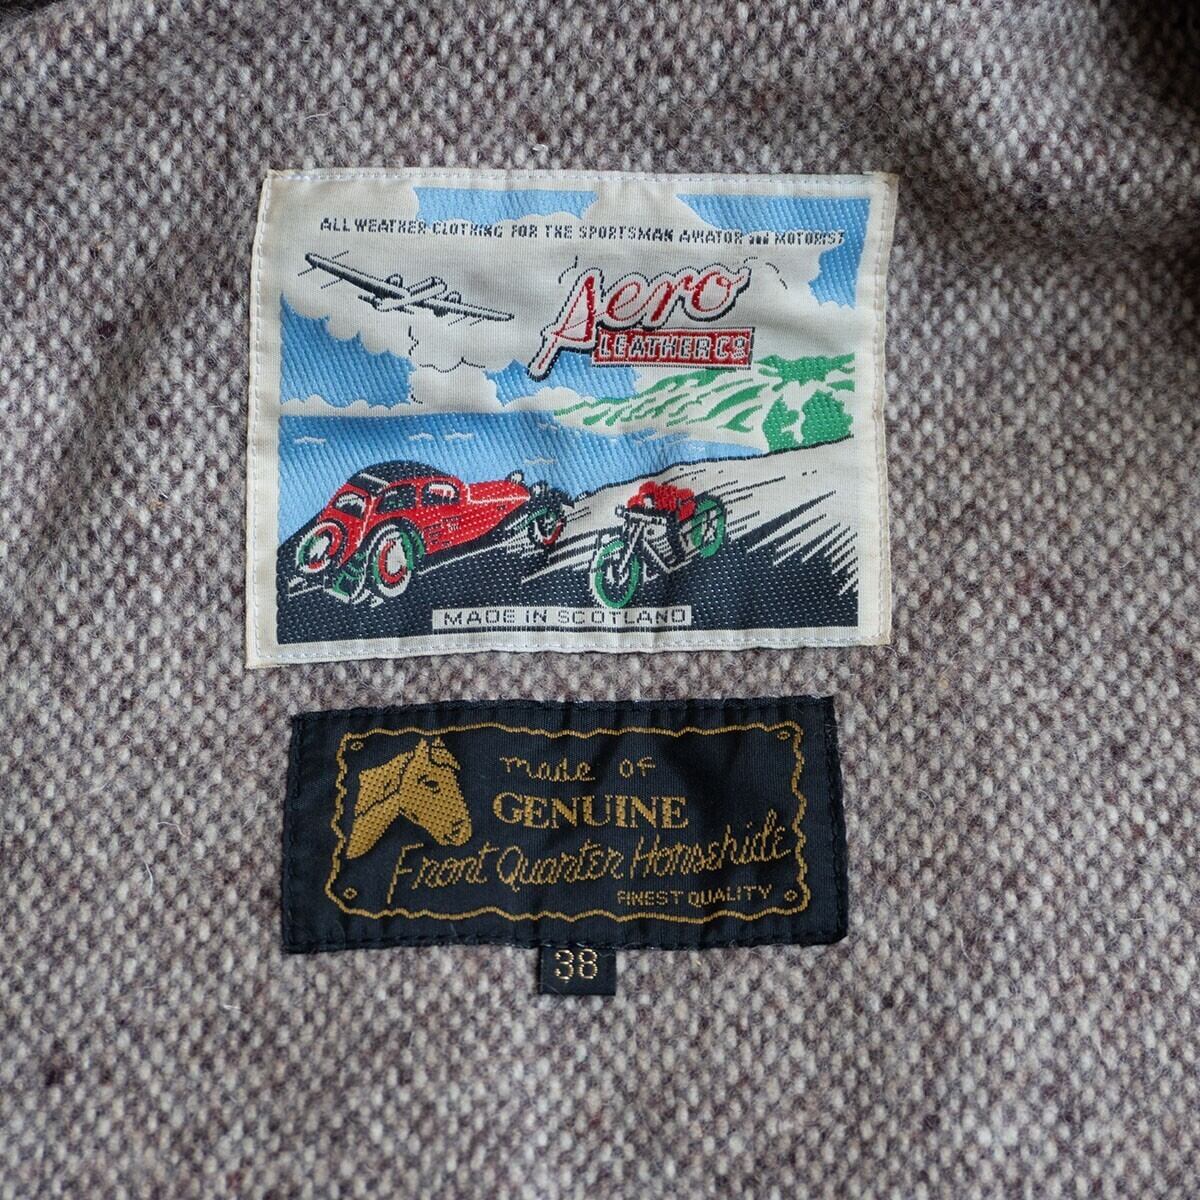 ALL WEATHER CLOTHING FOR THE SPORTSMAN AVIATOR AND MOTORIST
Aero
LEATHER CO
MADE IN SCOTLAND
made of
GENUINE
Front Quarter Horsehide
FINEST QUALITY
38